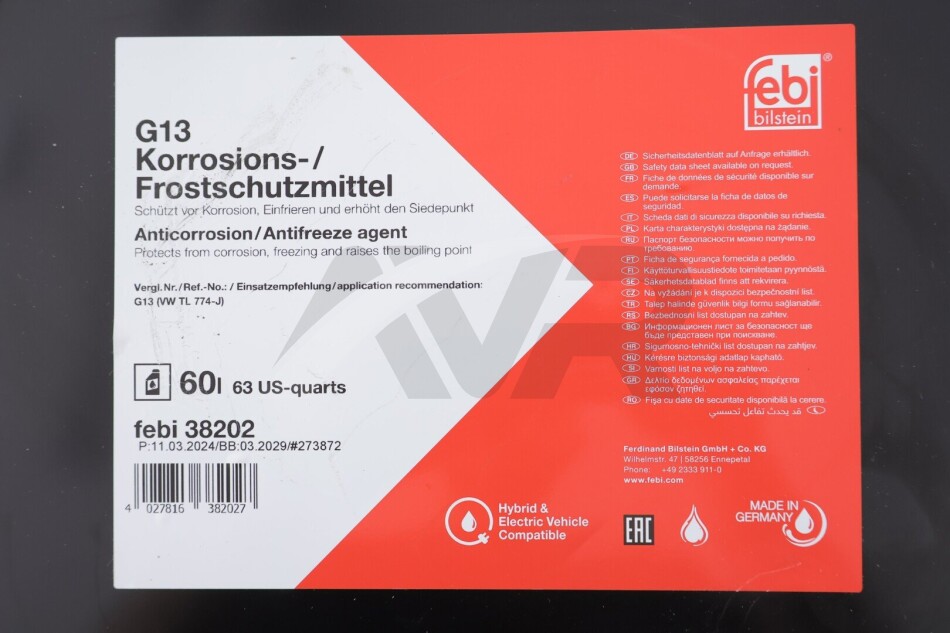 febi
bilstein
®
G13
Korrosions-/
Frostschutzmittel
Schützt vor Korrosion, Einfrieren und erhöht den Siedepunkt
Anticorrosion/Antifreeze agent
Protects from corrosion, freezing and raises the boiling point
Vergl.Nr./Ref.-No.: / Einsatzempfehlung/application recommendation:
G13 (VW TL 774-J)
60l 63 US-quarts
febi 38202
P:11.03.2024/BB:03.2029/#273872
4 027816 382027
DE Sicherheitsdatenblatt auf Anfrage erhältlich.
GB Safety data sheet available on request.
FR Fiche de données de sécurité disponible sur
demande.
ES Puede solicitarse la ficha de datos de
seguridad.
IT Scheda dati di sicurezza disponibile su richiesta.
PL Karta charakterystyki dostępna na żądanie.
RU Паспорт безопасности можно получить по
требованию.
PT Ficha de segurança fornecida a pedido.
FI Käyttöturvallisuustiedote toimitetaan pyynnöstä.
SE Säkerhetsdatablad finns att rekvirera.
CZ Na vyžádání je k dispozici bezpečnostní list.
TR Talep halinde güvenlik bilgi formu sağlanabilir.
RS Bezbednosni list dostupan na zahtev.
BG Информационен лист за безопасност ще
бъде представен при поискване.
HR Sigurnosno-tehnički list dostupan na zahtjev.
HU Kérésre biztonsági adatlap kapható.
SI Varnostni list na voljo na zahtevo.
GR Δελτίο δεδομένων ασφαλείας παρέχεται
εφόσον ζητηθεί.
RO Fişa cu date de securitate disponibilă la cerere.
قد يحدث تفاعل تحسسي
Ferdinand Bilstein GmbH + Co. KG
Wilhelmstr. 47 | 58256 Ennepetal
Phone: +49 2333 911-0
www.febi.com
Hybrid &
Electric Vehicle
Compatible
EAC
MADE IN
GERMANY